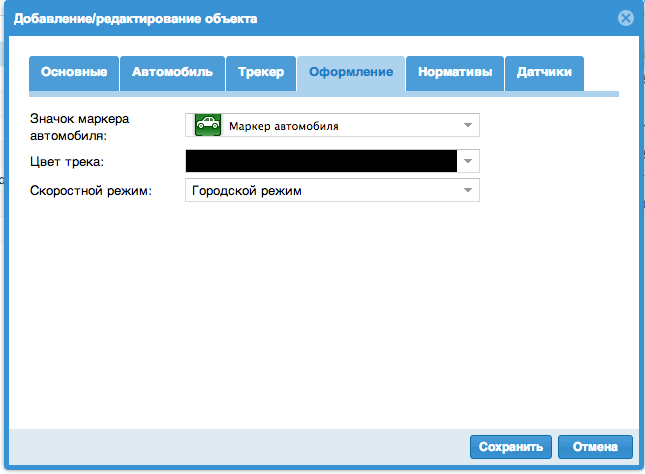 Добавление/редактирование объекта
Основные Автомобиль Трекер Оформление Нормативы Датчики
Значок маркера
автомобиля:
Маркер автомобиля
Цвет трека:
Скоростной режим:
Городской режим
Сохранить Отмена